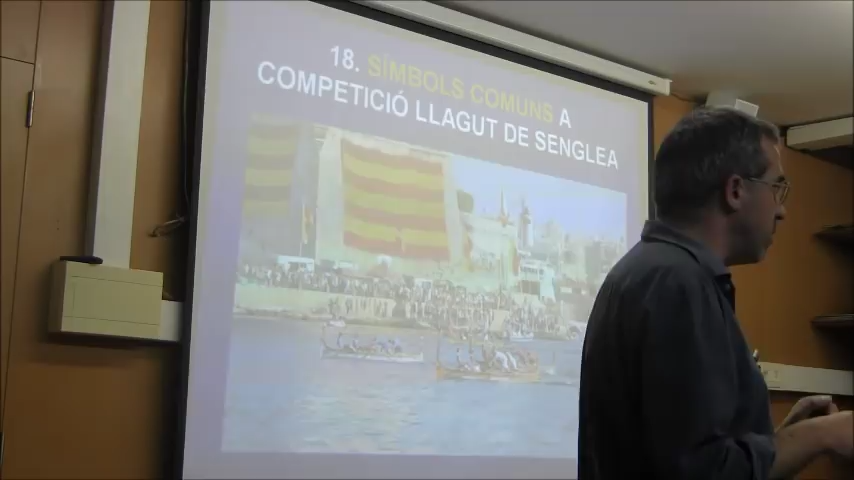 18. SÍMBOLS COMUNS A
COMPETICIÓ LLAGUT DE SENGLEA